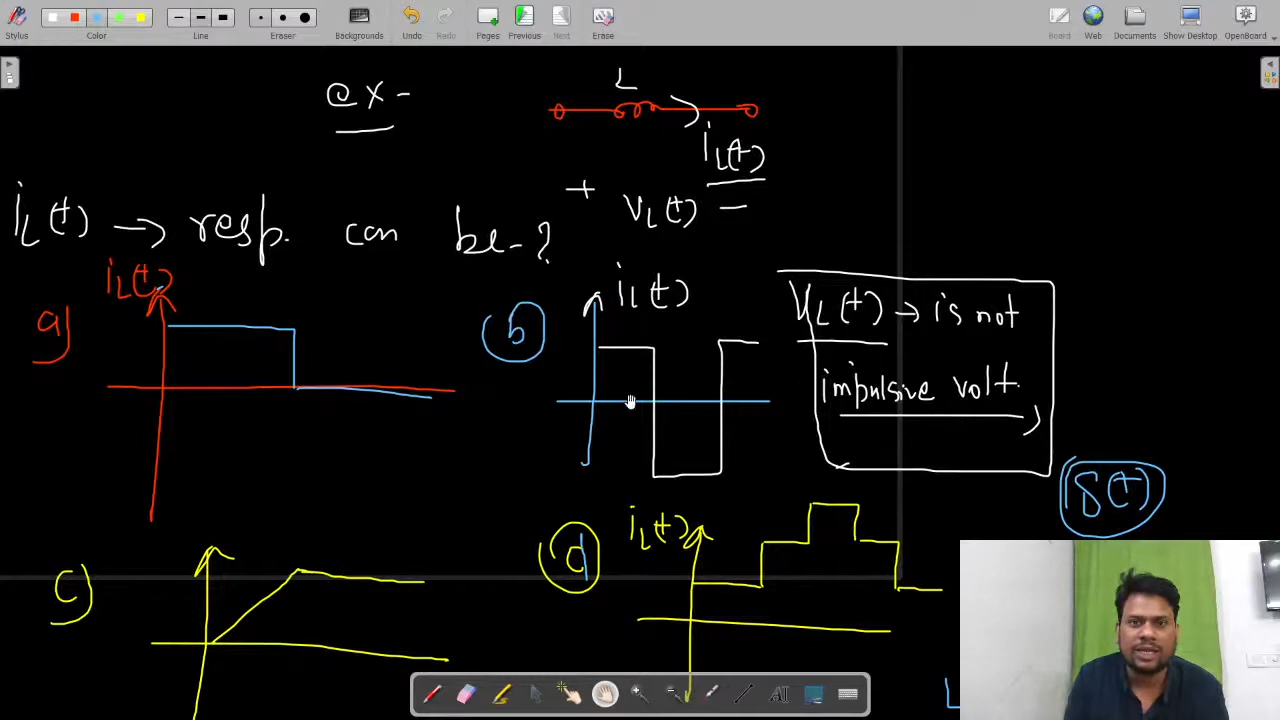 Stylus Color Line Eraser Backgrounds Undo Redo Pages Previous Next Erase Board Web Documents Show Desktop OpenBoard
ex-
L
iL(t)
+ VL(t) -
iL(t) → resp. can be-?
a) iL(t)
b iL(t)
VL(t) → is not
impulsive volt.
δ(t)
c)
d iL(t)